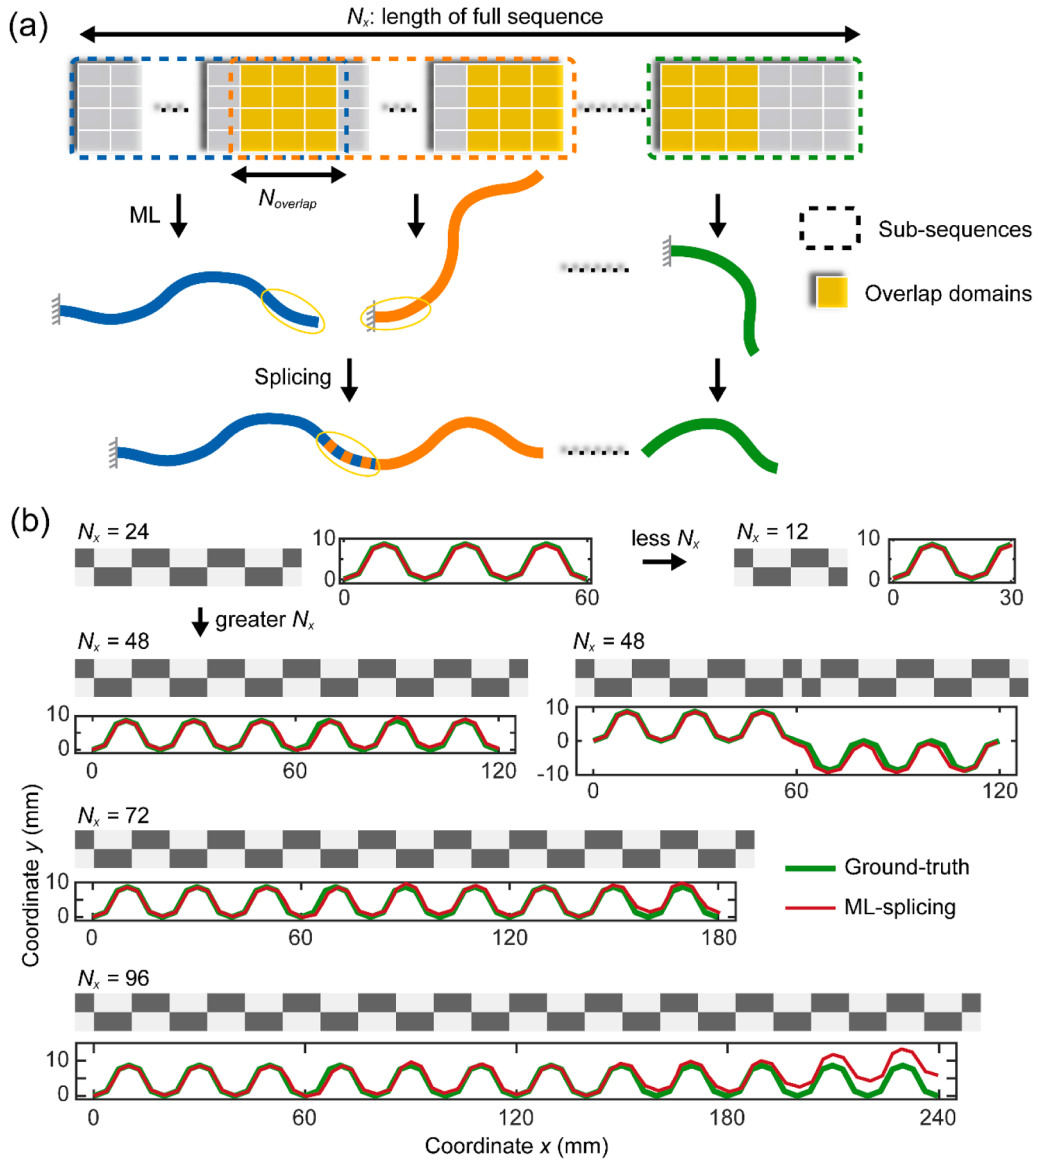 (a)
Nx: length of full sequence
Noverlap
ML
Sub-sequences
Overlap domains
Splicing
(b)
Nx = 24
10
0
0
60
less Nx
Nx = 12
10
0
0
30
greater Nx
Nx = 48
10
0
0
60
120
Nx = 48
10
0
-10
0
60
120
Nx = 72
10
0
0
60
120
180
Ground-truth
ML-splicing
Nx = 96
10
0
0
60
120
180
240
Coordinate y (mm)
Coordinate x (mm)